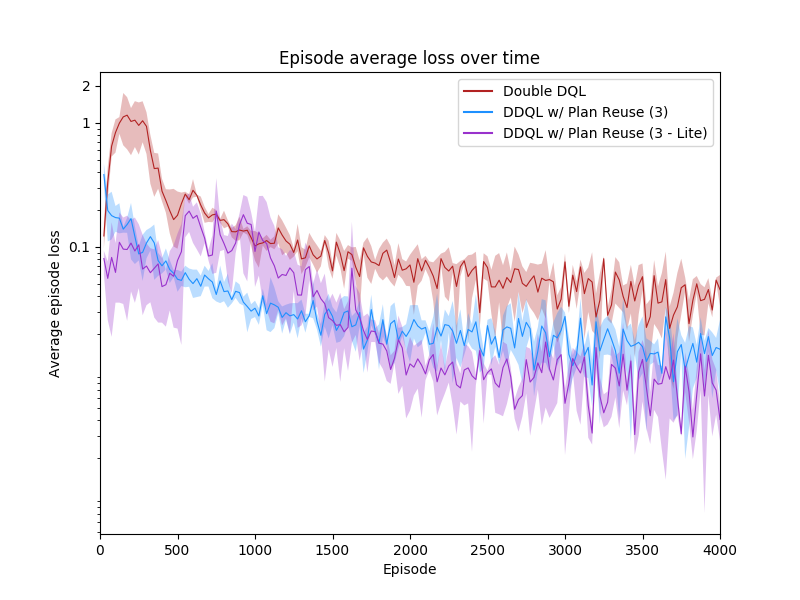 Episode average loss over time
Double DQL
DDQL w/ Plan Reuse (3)
DDQL w/ Plan Reuse (3 - Lite)
Average episode loss
2
1
0.1
0 500 1000 1500 2000 2500 3000 3500 4000
Episode